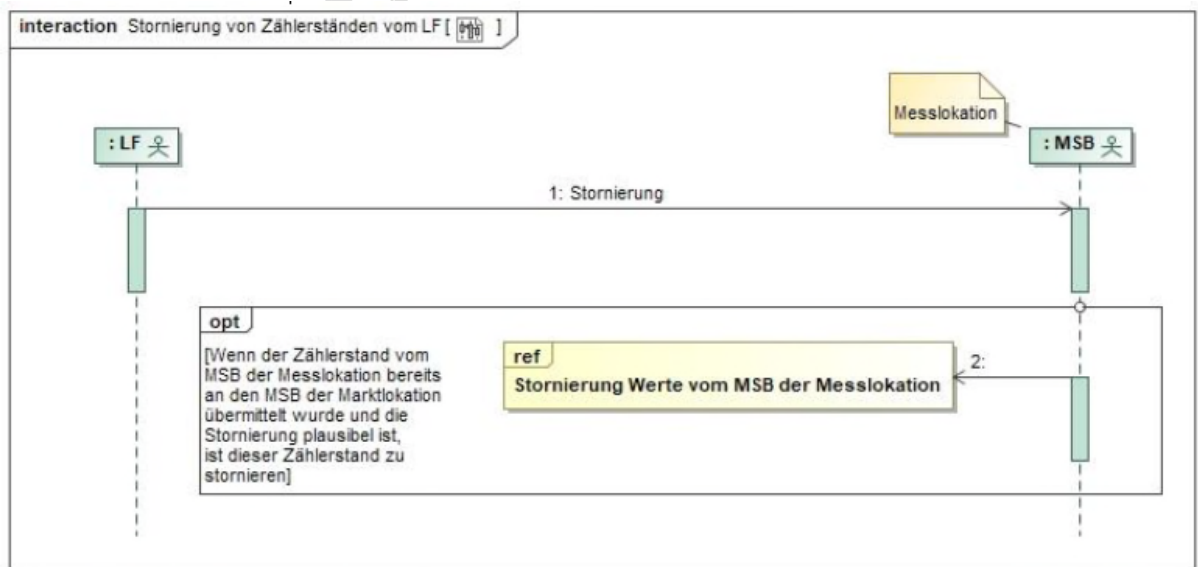 interaction Stornierung von Zählerständen vom LF [ ]
Messlokation
: LF
: MSB
1: Stornierung
opt
[Wenn der Zählerstand vom
MSB der Messlokation bereits
an den MSB der Marktlokation
übermittelt wurde und die
Stornierung plausibel ist,
ist dieser Zählerstand zu
stornieren]
ref
Stornierung Werte vom MSB der Messlokation
2: